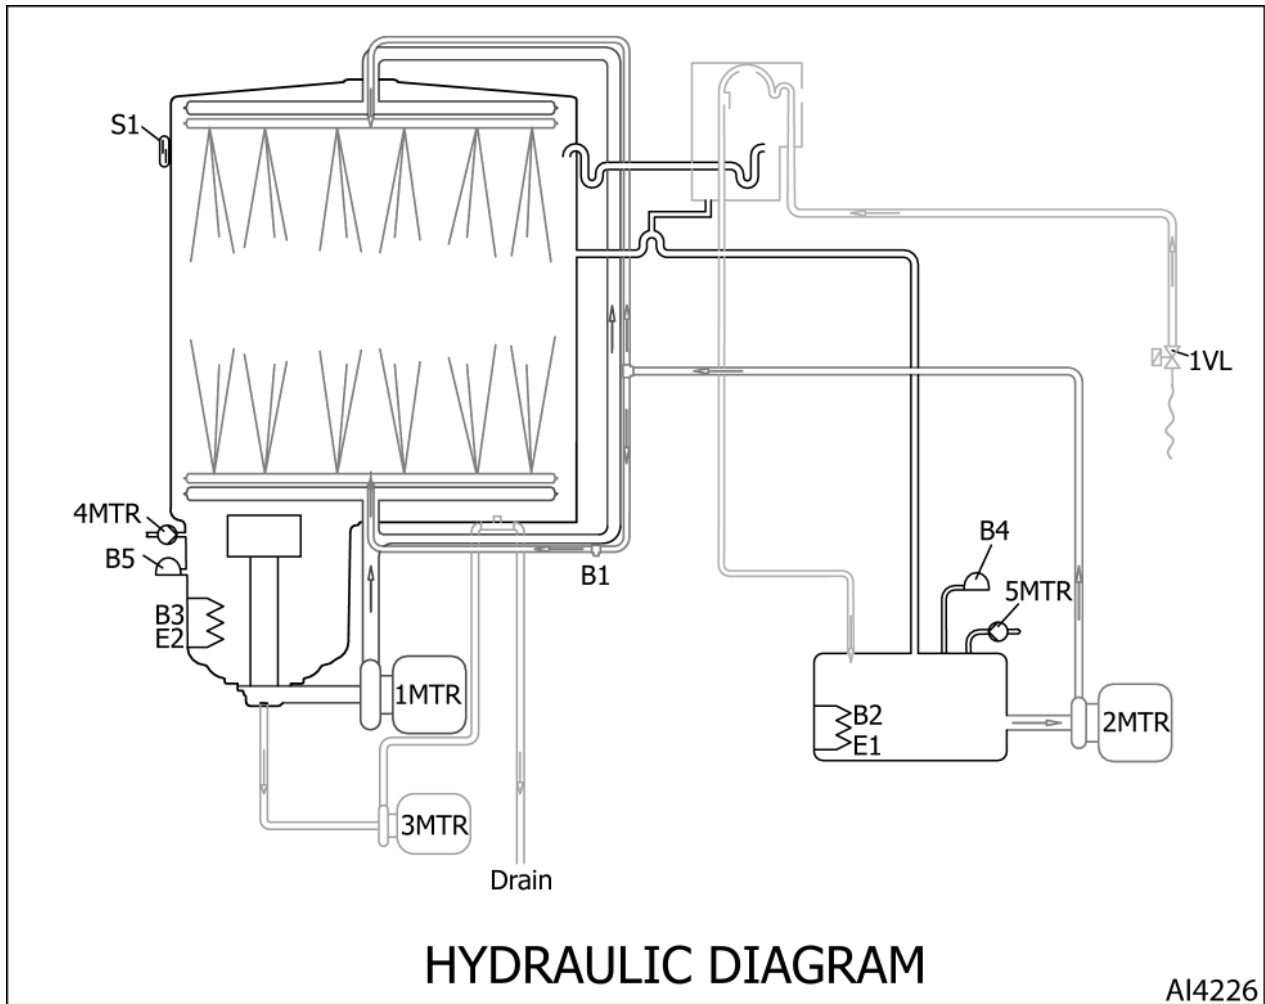 S1
1VL
4MTR
B5
B1
B4
5MTR
B3
E2
1MTR
B2
E1
2MTR
3MTR
Drain
HYDRAULIC DIAGRAM
AI4226